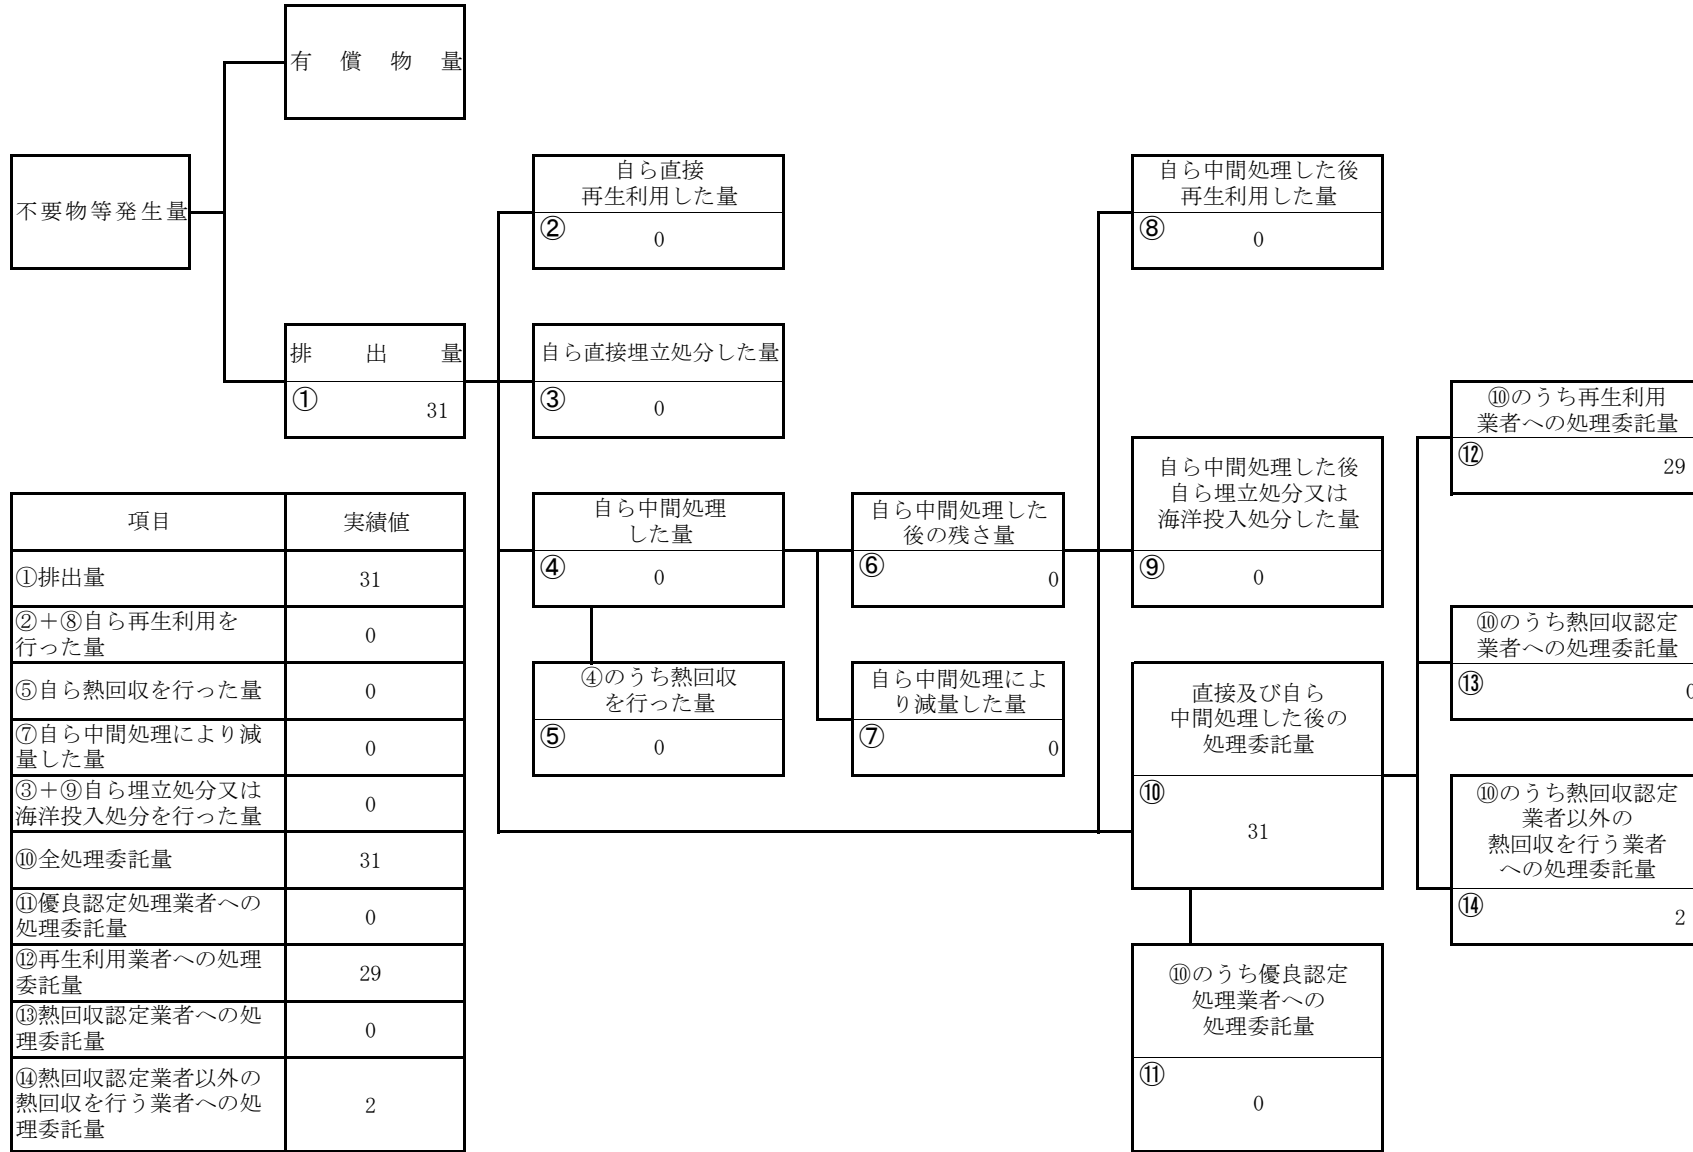 有償物量
不要物等発生量
自ら直接
再生利用した量
②
0
自ら中間処理した後
再生利用した量
⑧
0
排出量
①
31
自ら直接埋立処分した量
③
0
⑩のうち再生利用
業者への処理委託量
⑫
29
自ら中間処理
した量
④
0
自ら中間処理した
後の残さ量
⑥
0
自ら中間処理した後
自ら埋立処分又は
海洋投入処分した量
⑨
0
⑩のうち熱回収認定
業者への処理委託量
⑬
0
④のうち熱回収
を行った量
⑤
0
自ら中間処理によ
り減量した量
⑦
0
直接及び自ら
中間処理した後の
処理委託量
⑩
31
⑩のうち熱回収認定
業者以外の
熱回収を行う業者
への処理委託量
⑭
2
⑩のうち優良認定
処理業者への
処理委託量
⑪
0
項目 実績値
①排出量 31
②+⑧自ら再生利用を
行った量 0
⑤自ら熱回収を行った量 0
⑦自ら中間処理により減
量した量 0
③+⑨自ら埋立処分又は
海洋投入処分を行った量 0
⑩全処理委託量 31
⑪優良認定処理業者への
処理委託量 0
⑫再生利用業者への処理
委託量 29
⑬熱回収認定業者への処
理委託量 0
⑭熱回収認定業者以外の
熱回収を行う業者への処
理委託量 2